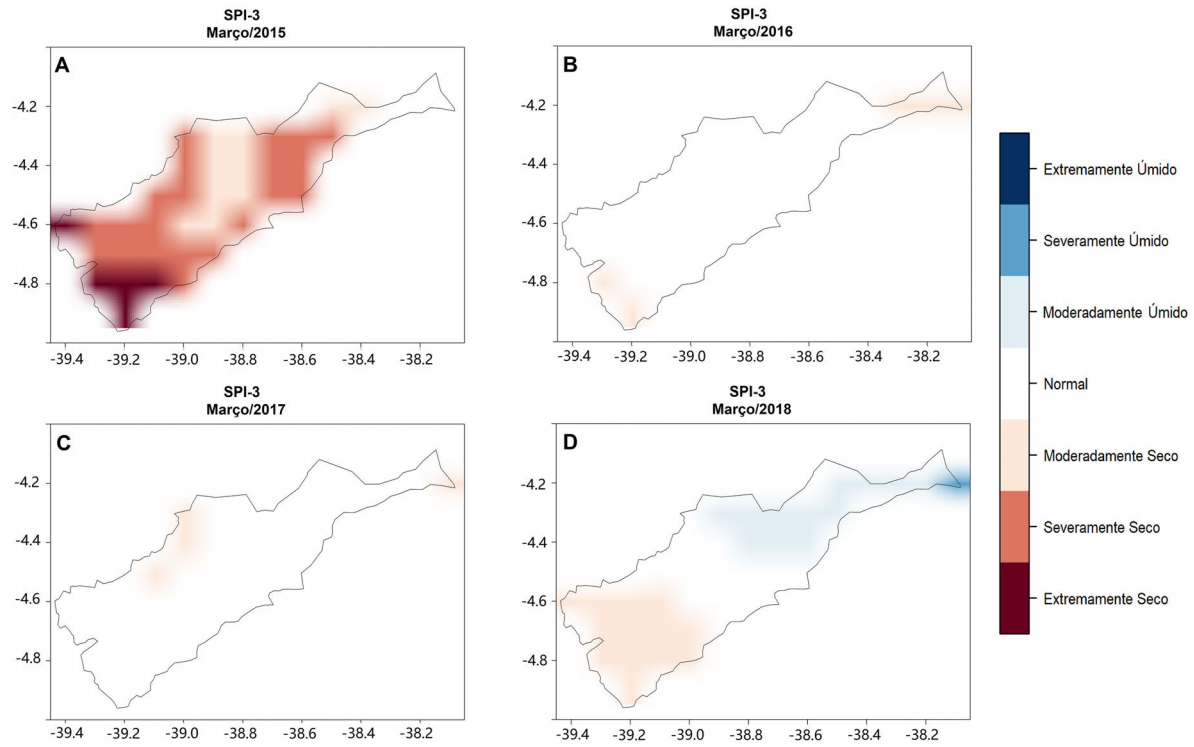 SPI-3
Março/2015
A
-4.2
-4.4
-4.6
-4.8
-39.4 -39.2 -39.0 -38.8 -38.6 -38.4 -38.2
SPI-3
Março/2016
B
-4.2
-4.4
-4.6
-4.8
-39.4 -39.2 -39.0 -38.8 -38.6 -38.4 -38.2
SPI-3
Março/2017
C
-4.2
-4.4
-4.6
-4.8
-39.4 -39.2 -39.0 -38.8 -38.6 -38.4 -38.2
SPI-3
Março/2018
D
-4.2
-4.4
-4.6
-4.8
-39.4 -39.2 -39.0 -38.8 -38.6 -38.4 -38.2
Extremamente Úmido
Severamente Úmido
Moderadamente Úmido
Normal
Moderadamente Seco
Severamente Seco
Extremamente Seco